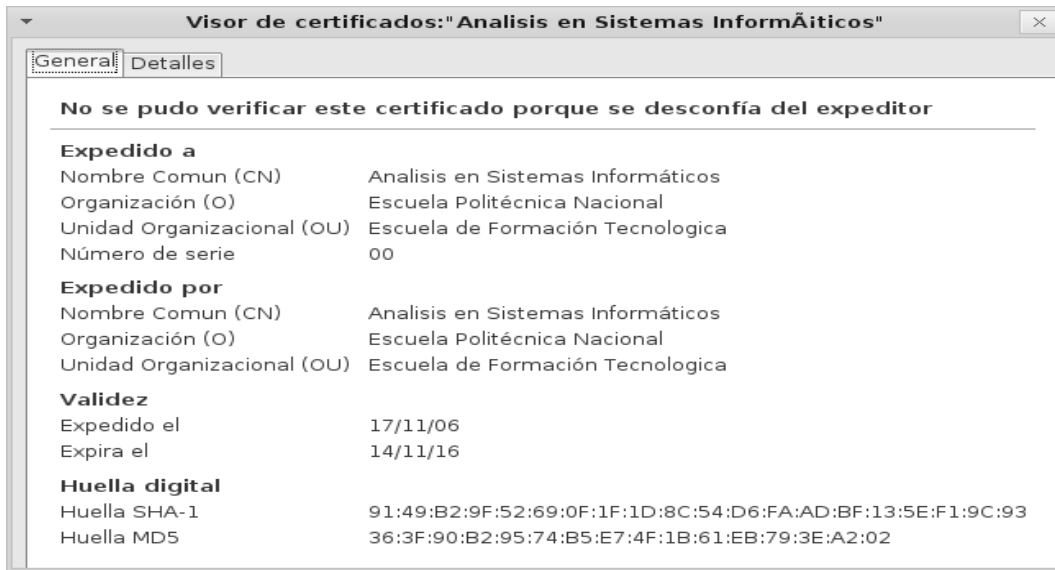 Visor de certificados:"Analisis en Sistemas InformÃ¡ticos"
General Detalles
No se pudo verificar este certificado porque se desconfía del expeditor
Expedido a
Nombre Comun (CN) Analisis en Sistemas Informáticos
Organización (O) Escuela Politécnica Nacional
Unidad Organizacional (OU) Escuela de Formación Tecnologica
Número de serie 00
Expedido por
Nombre Comun (CN) Analisis en Sistemas Informáticos
Organización (O) Escuela Politécnica Nacional
Unidad Organizacional (OU) Escuela de Formación Tecnologica
Validez
Expedido el 17/11/06
Expira el 14/11/16
Huella digital
Huella SHA-1 91:49:B2:9F:52:69:0F:1F:1D:8C:54:D6:FA:AD:BF:13:5E:F1:9C:93
Huella MD5 36:3F:90:B2:95:74:B5:E7:4F:1B:61:EB:79:3E:A2:02